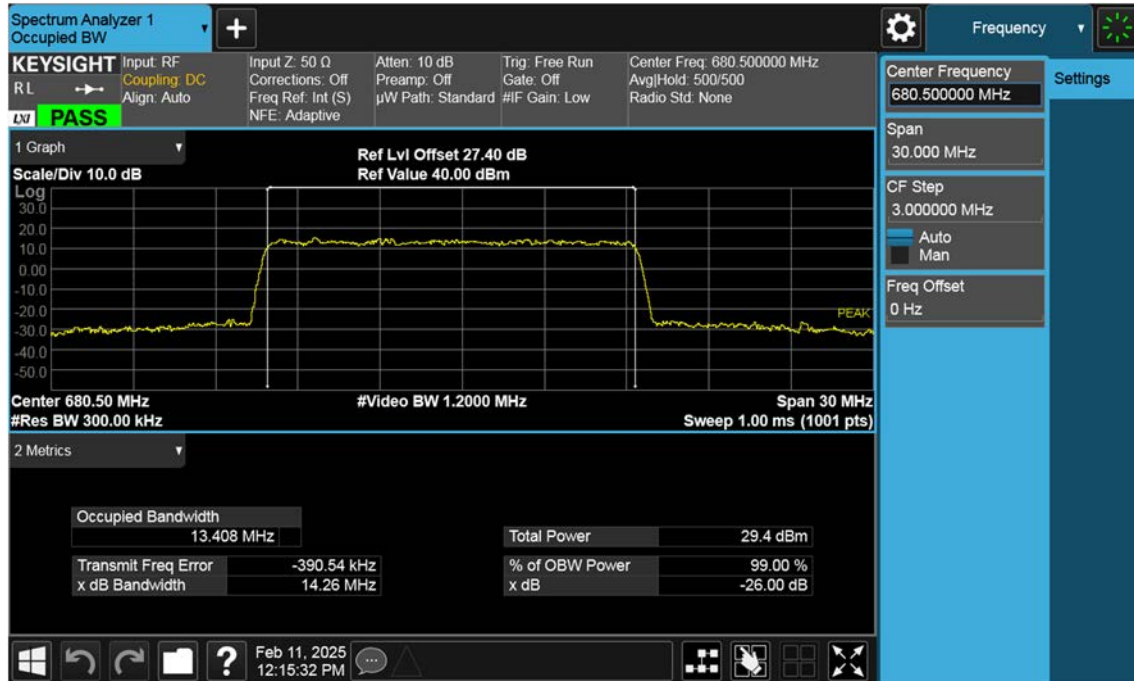 Spectrum Analyzer 1
Occupied BW
+
Frequency
KEYSIGHT
R L
LXI PASS
Input: RF
Coupling: DC
Align: Auto
Input Z: 50 Ω
Corrections: Off
Freq Ref: Int (S)
NFE: Adaptive
Atten: 10 dB
Preamp: Off
µW Path: Standard
Trig: Free Run
Gate: Off
#IF Gain: Low
Center Freq: 680.500000 MHz
Avg|Hold: 500/500
Radio Std: None
Center Frequency
680.500000 MHz
Settings
Span
30.000 MHz
CF Step
3.000000 MHz
Auto
Man
Freq Offset
0 Hz
1 Graph
Scale/Div 10.0 dB
Ref Lvl Offset 27.40 dB
Ref Value 40.00 dBm
Log
30.0
20.0
10.0
0.00
-10.0
-20.0
-30.0
-40.0
-50.0
PEAK
Center 680.50 MHz
#Res BW 300.00 kHz
#Video BW 1.2000 MHz
Span 30 MHz
Sweep 1.00 ms (1001 pts)
2 Metrics
Occupied Bandwidth
13.408 MHz
Total Power 29.4 dBm
Transmit Freq Error -390.54 kHz
% of OBW Power 99.00 %
x dB Bandwidth 14.26 MHz
x dB -26.00 dB
?
Feb 11, 2025
12:15:32 PM